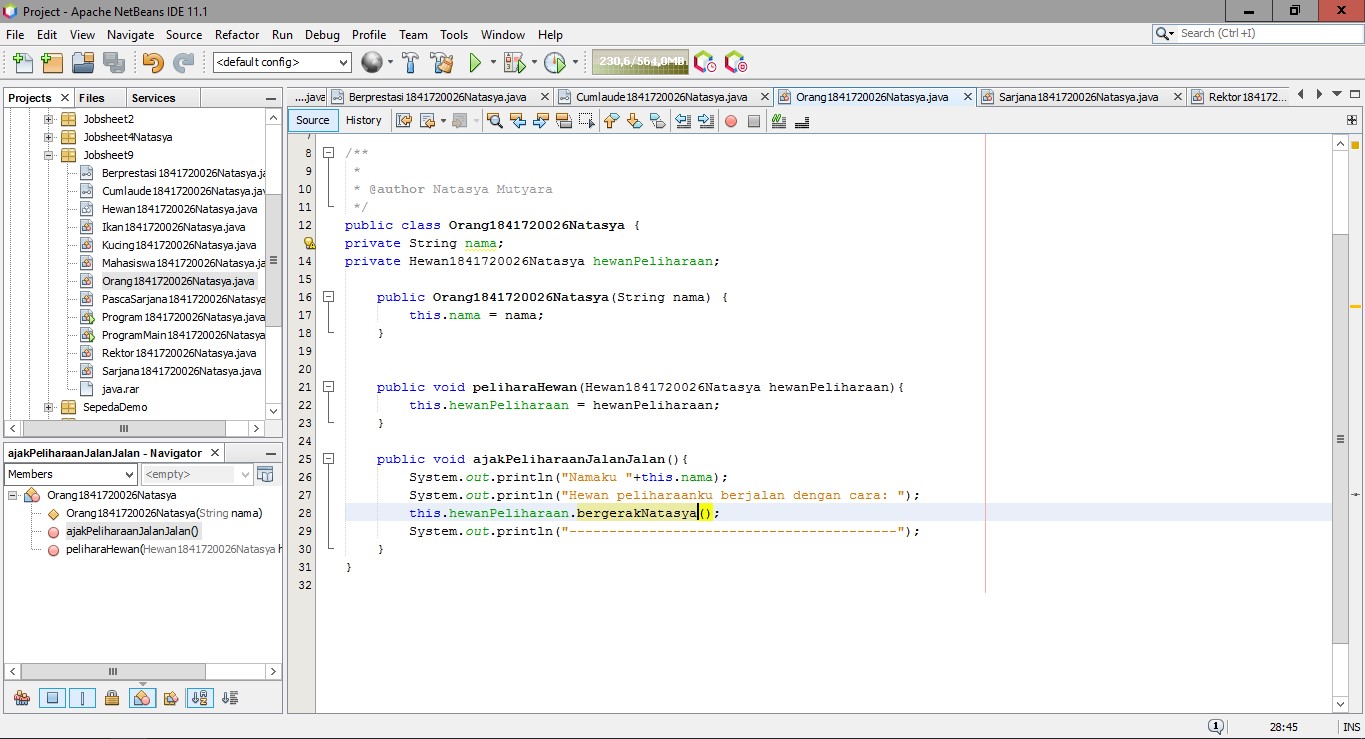 Project - Apache NetBeans IDE 11.1
File Edit View Navigate Source Refactor Run Debug Profile Team Tools Window Help
Search (Ctrl+I)
<default config>
230,6/564,0MB
Projects Files Services
Jobsheet2
Jobsheet4Natasya
Jobsheet9
Berprestasi1841720026Natasya.ja
Cumlaude1841720026Natasya.jav
Hewan1841720026Natasya.java
Ikan1841720026Natasya.java
Kucing1841720026Natasya.java
Mahasiswa1841720026Natasya.ja
Orang1841720026Natasya.java
PascaSarjana1841720026Natasya
Program1841720026Natasya.java
ProgramMain1841720026Natasya
Rektor1841720026Natasya.java
Sarjana1841720026Natasya.java
java.rar
SepedaDemo
ajakPeliharaanJalanJalan - Navigator
Members <empty>
Orang1841720026Natasya
Orang1841720026Natasya(String nama)
ajakPeliharaanJalanJalan()
peliharaHewan(Hewan1841720026Natasya h
....java Berprestasi1841720026Natasya.java Cumlaude1841720026Natasya.java Orang1841720026Natasya.java Sarjana1841720026Natasya.java Rektor184172...
Source History
7
8 /**
9 *
10 * @author Natasya Mutyara
11 */
12 public class Orang1841720026Natasya {
private String nama;
14 private Hewan1841720026Natasya hewanPeliharaan;
15
16 public Orang1841720026Natasya(String nama) {
17 this.nama = nama;
18 }
19
20
21 public void peliharaHewan(Hewan1841720026Natasya hewanPeliharaan){
22 this.hewanPeliharaan = hewanPeliharaan;
23 }
24
25 public void ajakPeliharaanJalanJalan(){
26 System.out.println("Namaku "+this.nama);
27 System.out.println("Hewan peliharaanku berjalan dengan cara: ");
28 this.hewanPeliharaan.bergerakNatasya();
29 System.out.println("-----------------------------------------");
30 }
31 }
32
1
28:45 INS